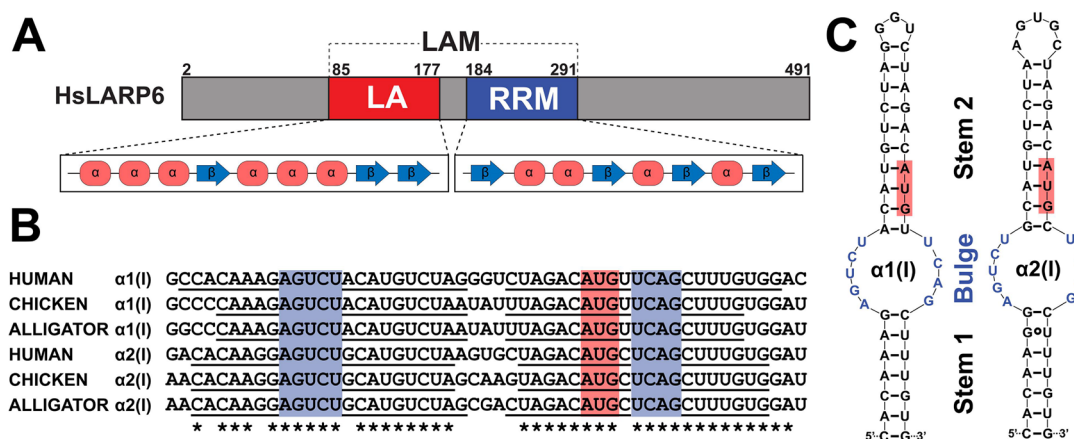 A
LAM
2 85 177 184 291 491
HsLARP6 LA RRM
α α α β α α α β β β α α β α β α β
B
HUMAN α1(I) GCCACAAAGAGUCUACAUGUCUAGGGUCUAGACAUGUUCAGCUUUGUGGAC
CHICKEN α1(I) GCCCCAAAGAGUCUACAUGUCUAAUAUUUAGACAUGUUCAGCUUUGUGGAU
ALLIGATOR α1(I) GGCCCAAAGAGUCUACAUGUCUAAUAUUUAGACAUGUUCAGCUUUGUGGAU
HUMAN α2(I) GACACAAGGAGUCUGCAUGUCUAAGUGCUAGACAUGCUCAGCUUUGUGGAU
CHICKEN α2(I) AACACAAGGAGUCUGCAUGUCUAGCAAGUAGACAUGCUCAGCUUUGUGGAU
ALLIGATOR α2(I) AACACAAGGAGUCUGCAUGUCUAGCGACUAGACAUGCUCAGCUUUGUGGAU
C
α1(I)
5' 3'
Stem 2
Bulge
Stem 1
α2(I)
5' 3'